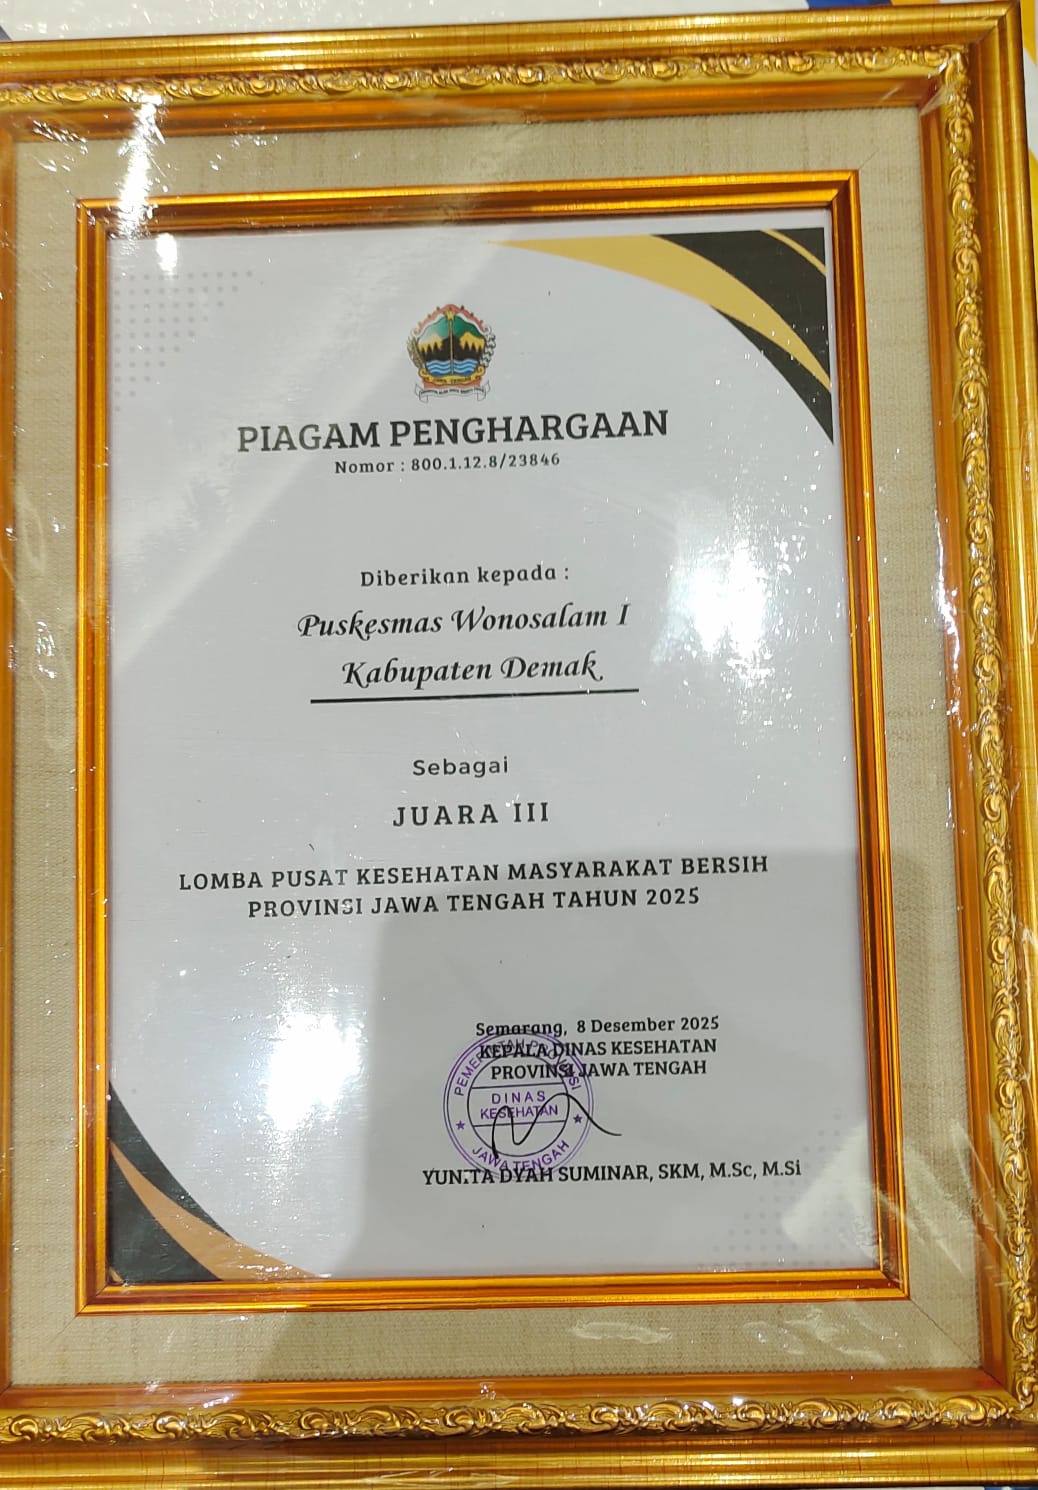 PIAGAM PENGHARGAAN
Nomor : 800.1.12.8/23846
Diberikan kepada :
Puskesmas Wonosalam I
Kabupaten Demak
Sebagai
JUARA III
LOMBA PUSAT KESEHATAN MASYARAKAT BERSIH
PROVINSI JAWA TENGAH TAHUN 2025
Semarang, 8 Desember 2025
KEPALA DINAS KESEHATAN
PROVINSI JAWA TENGAH
PEMERINTAH PROVINSI
DINAS
KESEHATAN
JAWA TENGAH
YUNITA DYAH SUMINAR, SKM, M.Sc, M.Si